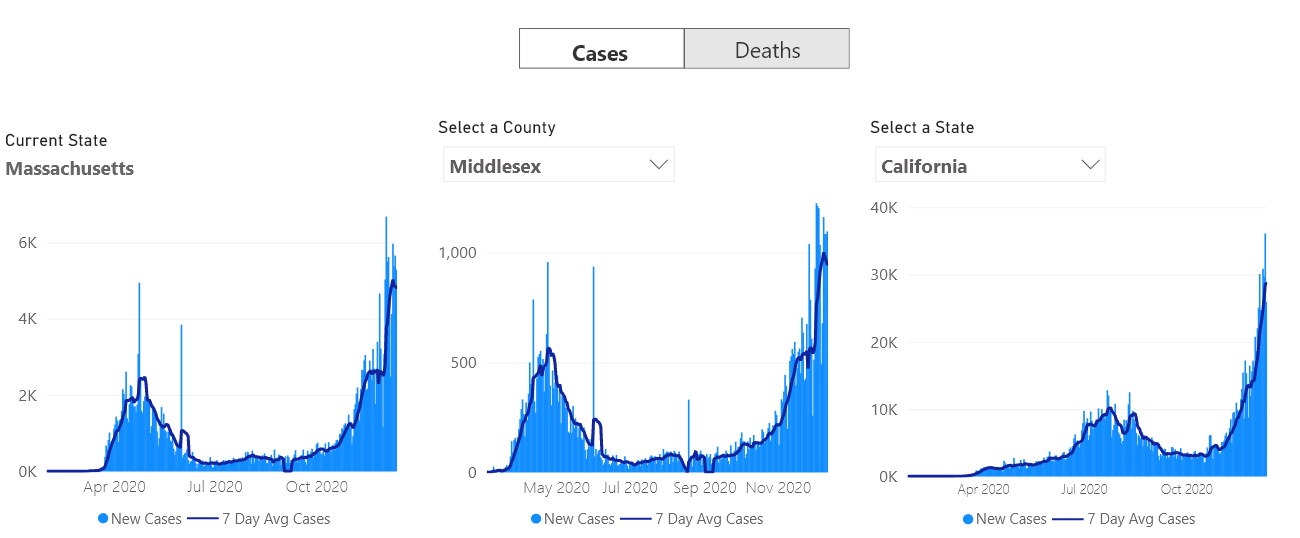 Cases Deaths
Current State
Massachusetts
6K
4K
2K
0K
Apr 2020 Jul 2020 Oct 2020
New Cases 7 Day Avg Cases
Select a County
Middlesex
1,000
500
0
May 2020 Jul 2020 Sep 2020 Nov 2020
New Cases 7 Day Avg Cases
Select a State
California
40K
30K
20K
10K
0K
Apr 2020 Jul 2020 Oct 2020
New Cases 7 Day Avg Cases